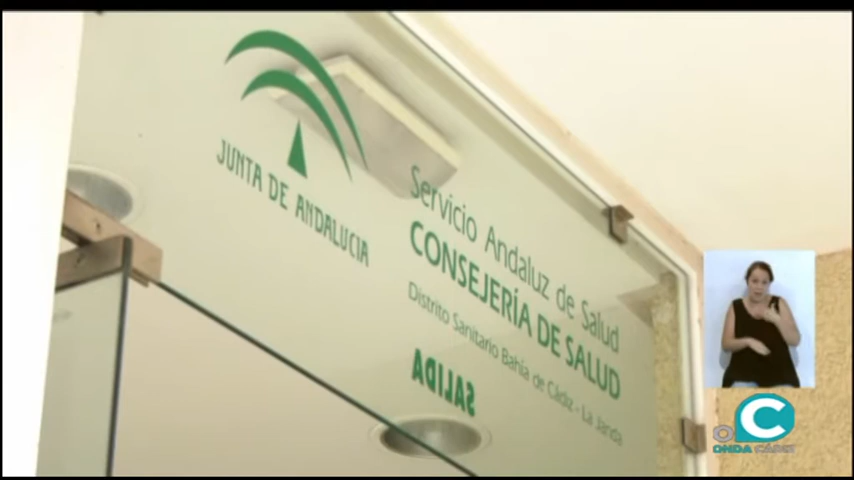 JUNTA DE ANDALUCIA
Servicio Andaluz de Salud
CONSEJERÍA DE SALUD
Distrito Sanitario Bahía de Cádiz - La Janda
SALIDA
C
ONDA CÁDIZ